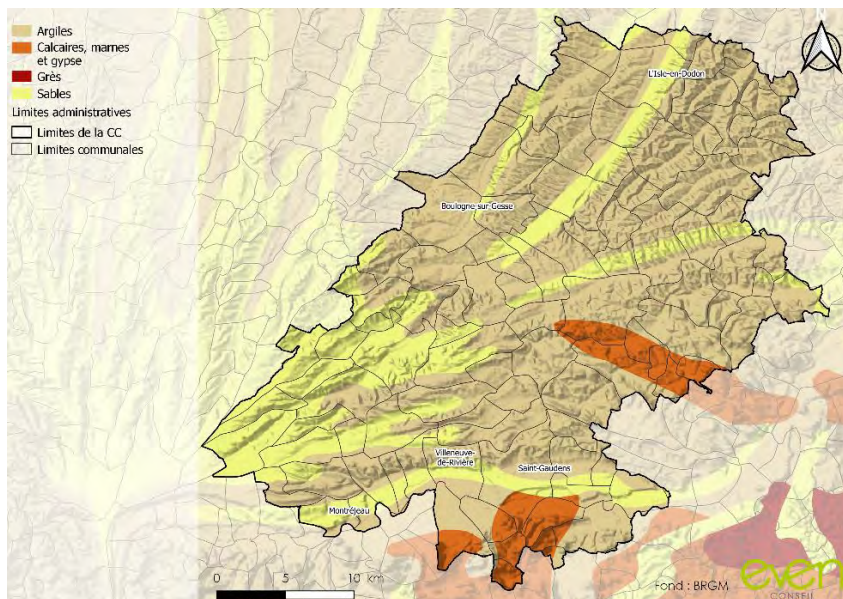 Argiles
Calcaires, marnes
et gypse
Grès
Sables
Limites administratives
Limites de la CC
Limites communales
N
L'Isle-en-Dodon
Boulogne-sur-Gesse
Villeneuve-
de-Rivière
Saint-Gaudens
Montréjeau
0 5 10 km
Fond : BRGM
even
CONSEIL